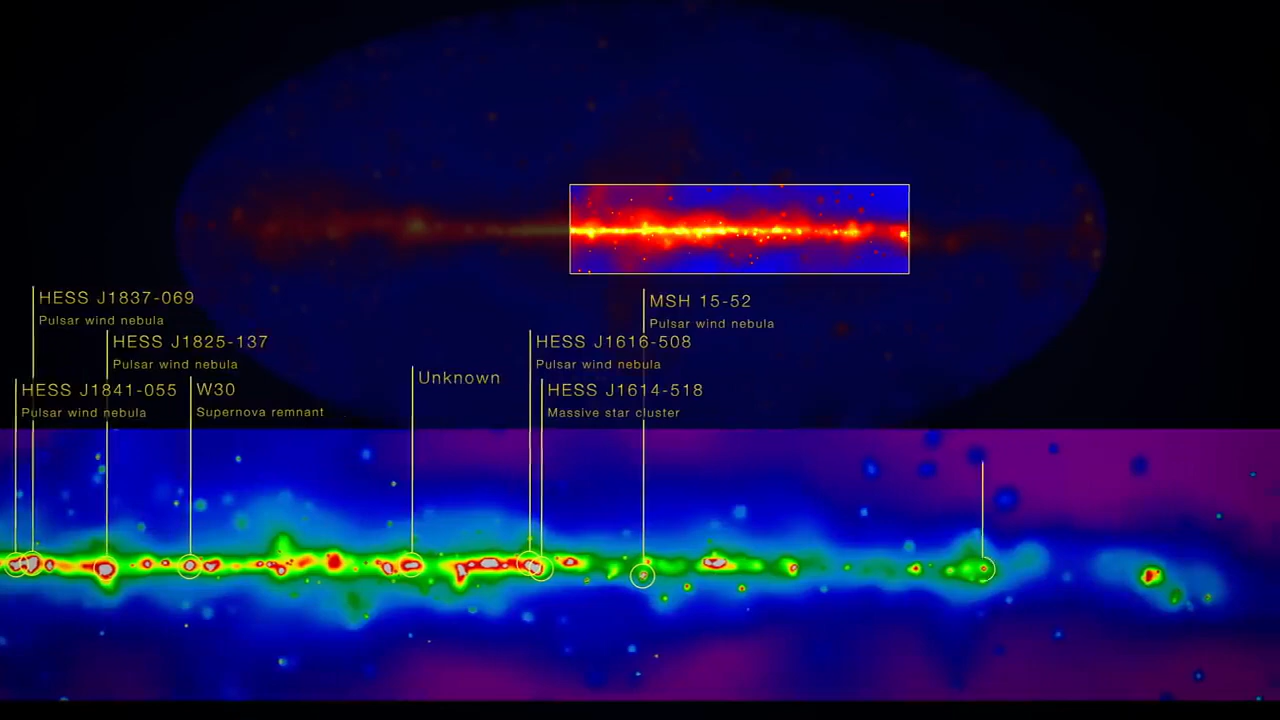 HESS J1837-069
Pulsar wind nebula
HESS J1825-137
Pulsar wind nebula
HESS J1841-055
Pulsar wind nebula
W30
Supernova remnant
Unknown
MSH 15-52
Pulsar wind nebula
HESS J1616-508
Pulsar wind nebula
HESS J1614-518
Massive star cluster